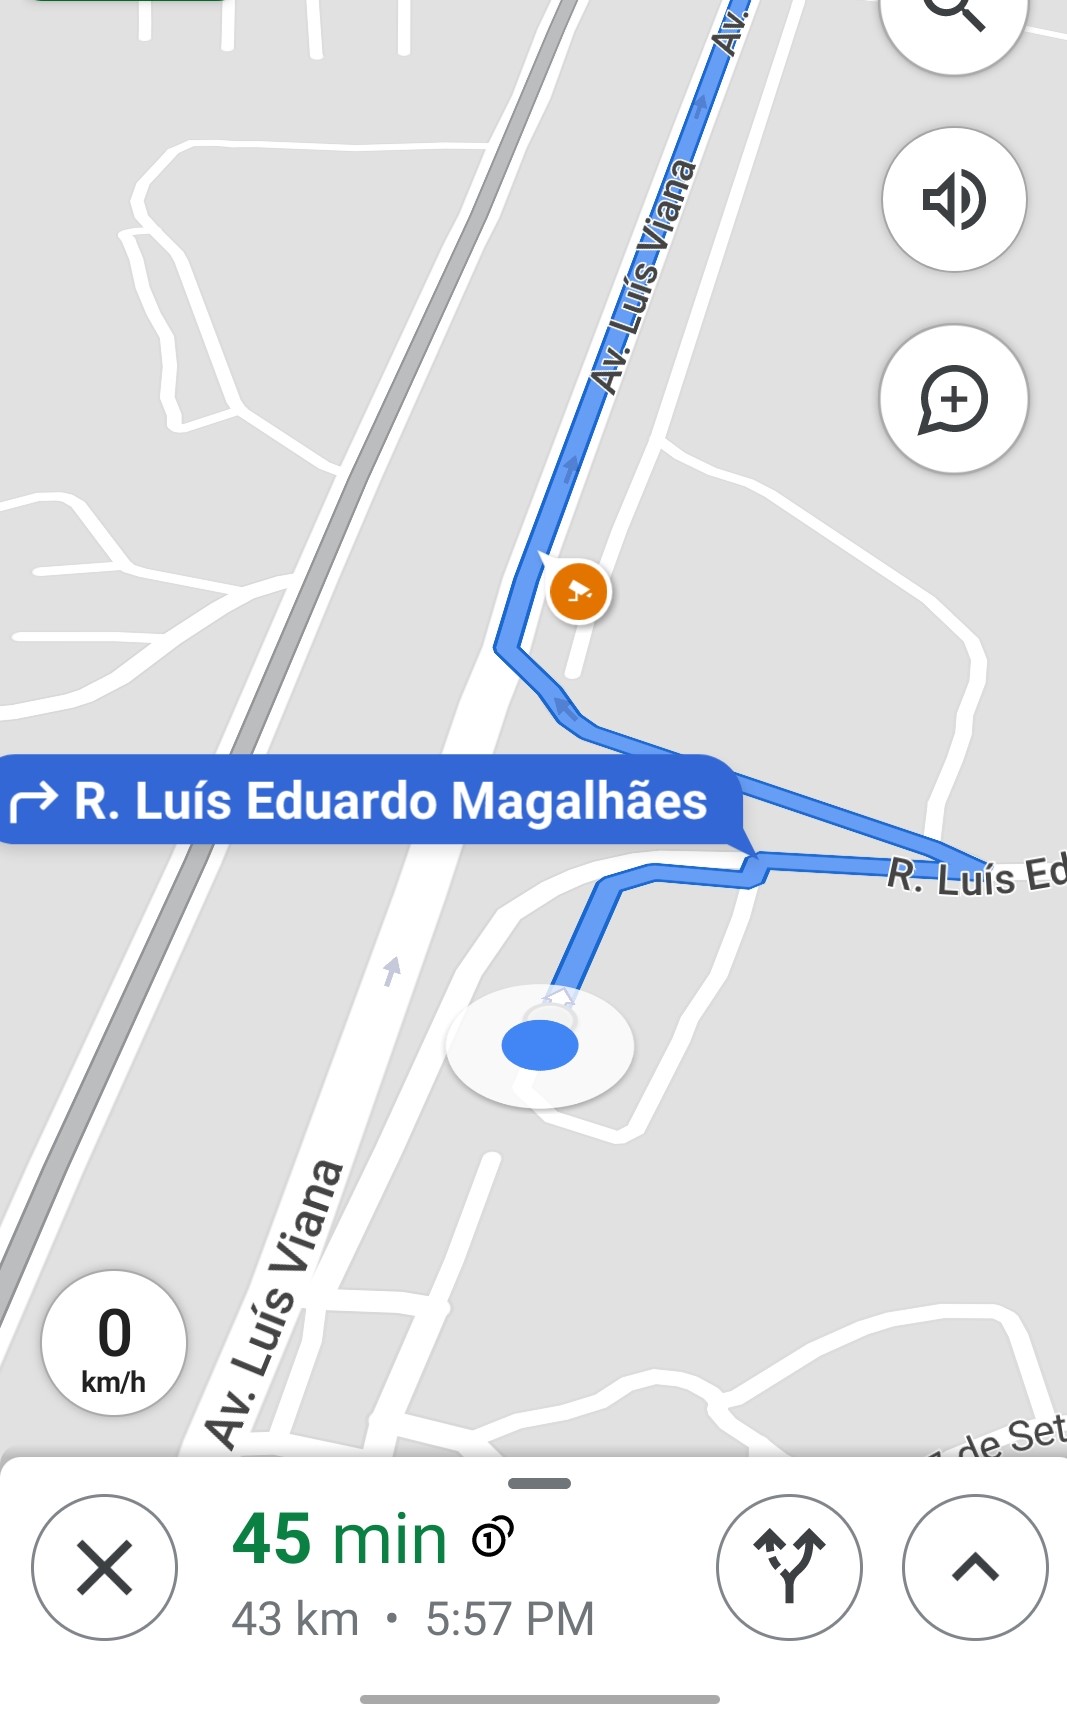 Av.
Av. Luís Viana
R. Luís Eduardo Magalhães
R. Luís Ed
Av. Luís Viana
0
km/h
de Set
45 min
1
43 km • 5:57 PM